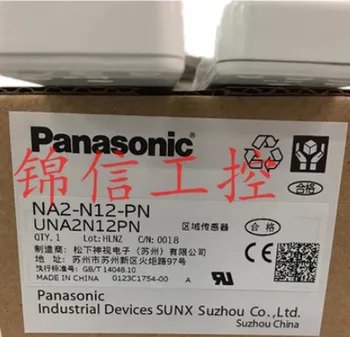 Panasonic®
锦信工控
NA2-N12-PN
UNA2N12PN
区域传感器
合格
合格
QTY.1 Lot:HLNZ C/N:0018
制造商：松下神视电子（苏州）有限公司
地址：苏州市苏州新区火炬路97号
执行标准号：GB/T 14048.10
MADE IN CHINA 0123C1754-00 A
Panasonic
Industrial Devices SUNX Suzhou Co.,Ltd.
Suzhou China